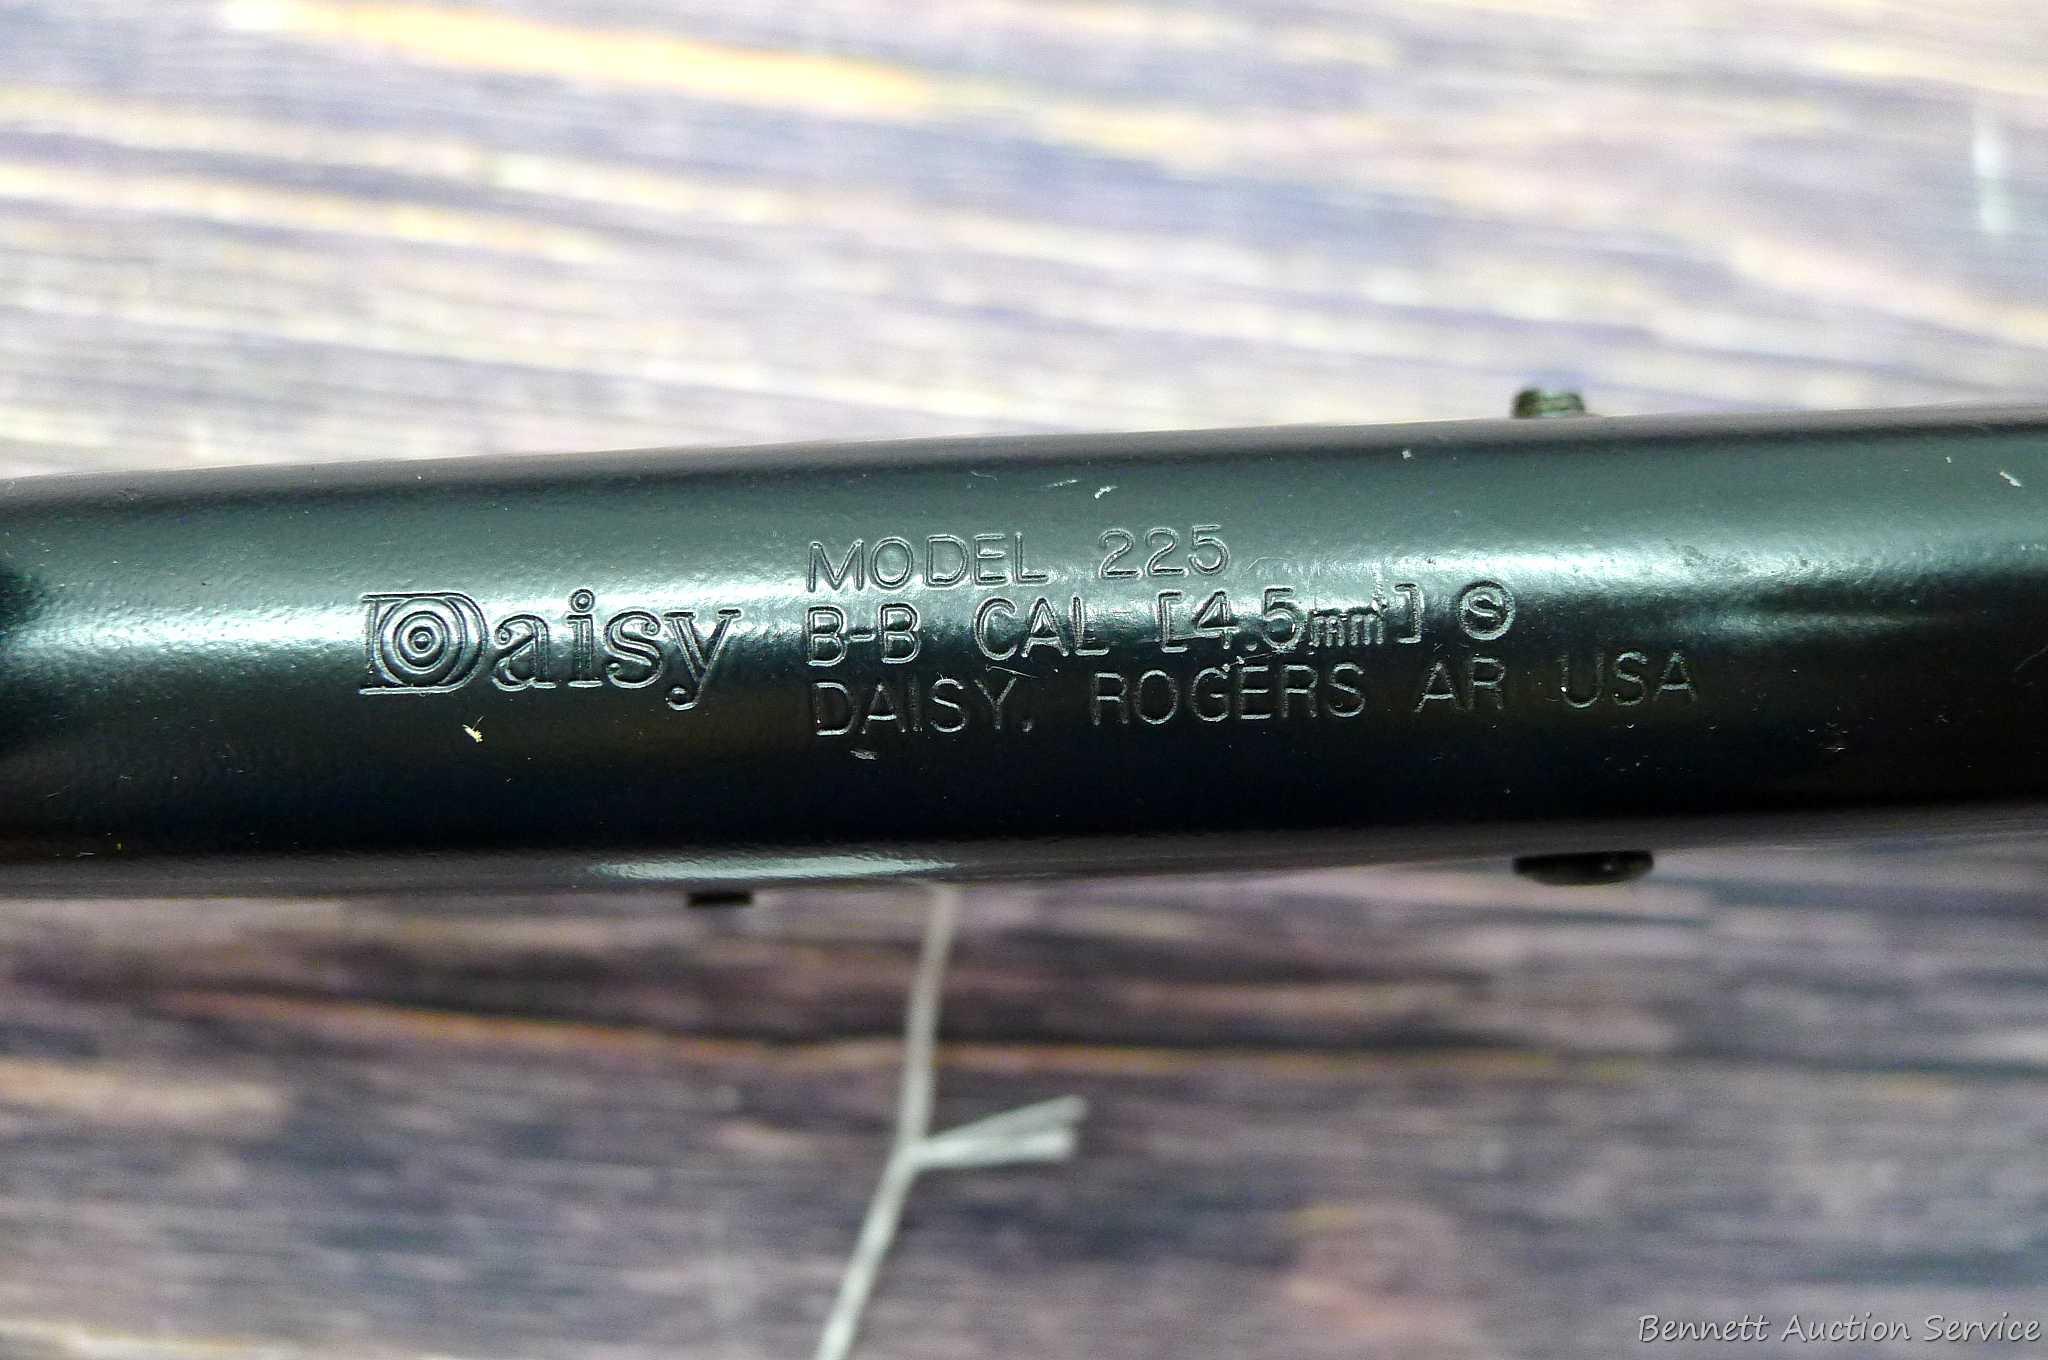 Daisy
MODEL 225
B-B CAL [4.5mm] Ⓢ
DAISY, ROGERS AR USA
Bennett Auction Service